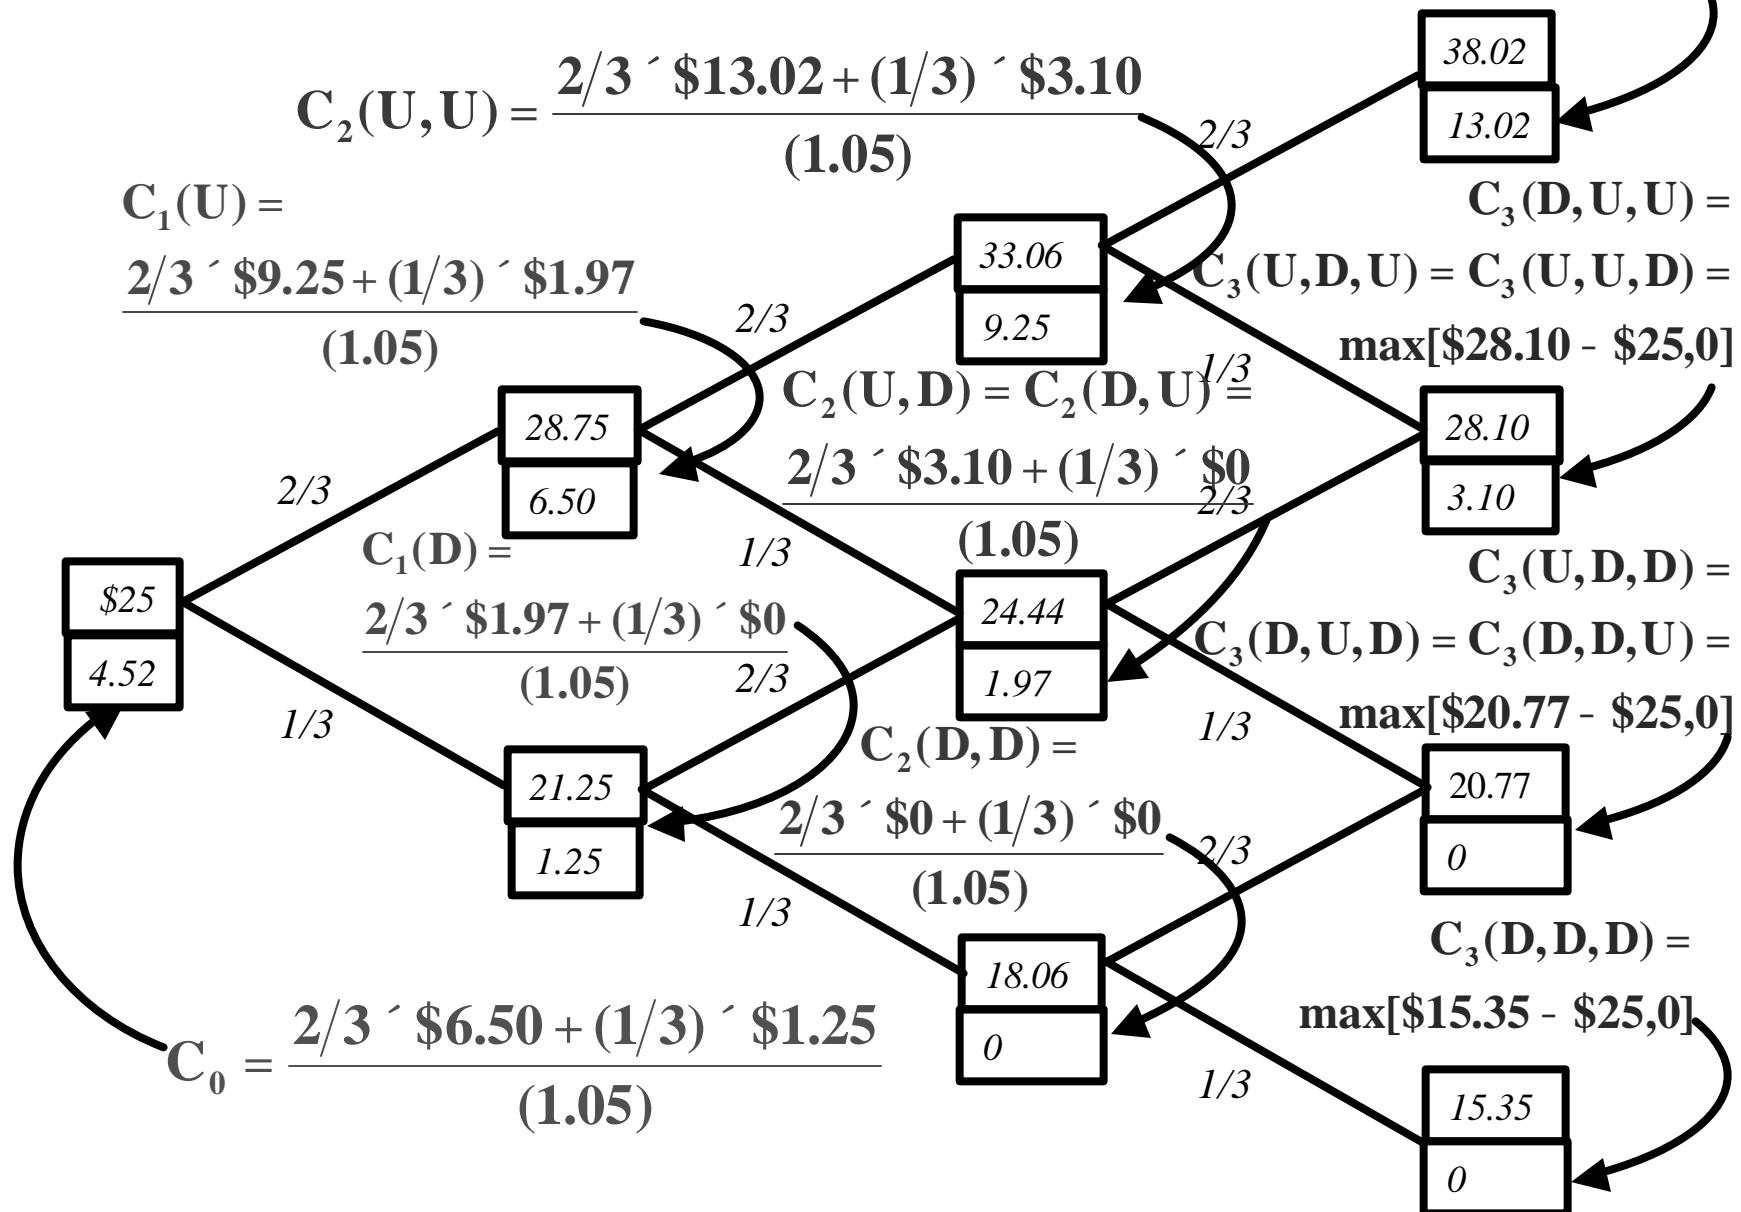 38.02
13.02
C₂(U,U) = 2/3 ´ $13.02 + (1/3) ´ $3.10
(1.05)
2/3
C₁(U) =
2/3 ´ $9.25 + (1/3) ´ $1.97
(1.05)
C₃(D,U,U) =
C₃(U,D,U) = C₃(U,U,D) =
max[$28.10 - $25,0]
33.06
9.25
2/3
1/3
28.75
6.50
C₂(U,D) = C₂(D,U) =
2/3 ´ $3.10 + (1/3) ´ $0
(1.05)
28.10
3.10
2/3
2/3
1/3
C₁(D) =
2/3 ´ $1.97 + (1/3) ´ $0
(1.05)
$25
4.52
24.44
1.97
C₃(U,D,D) =
C₃(D,U,D) = C₃(D,D,U) =
max[$20.77 - $25,0]
2/3
1/3
1/3
21.25
1.25
C₂(D,D) =
2/3 ´ $0 + (1/3) ´ $0
(1.05)
20.77
0
2/3
1/3
18.06
0
C₃(D,D,D) =
max[$15.35 - $25,0]
C₀ = 2/3 ´ $6.50 + (1/3) ´ $1.25
(1.05)
1/3
15.35
0